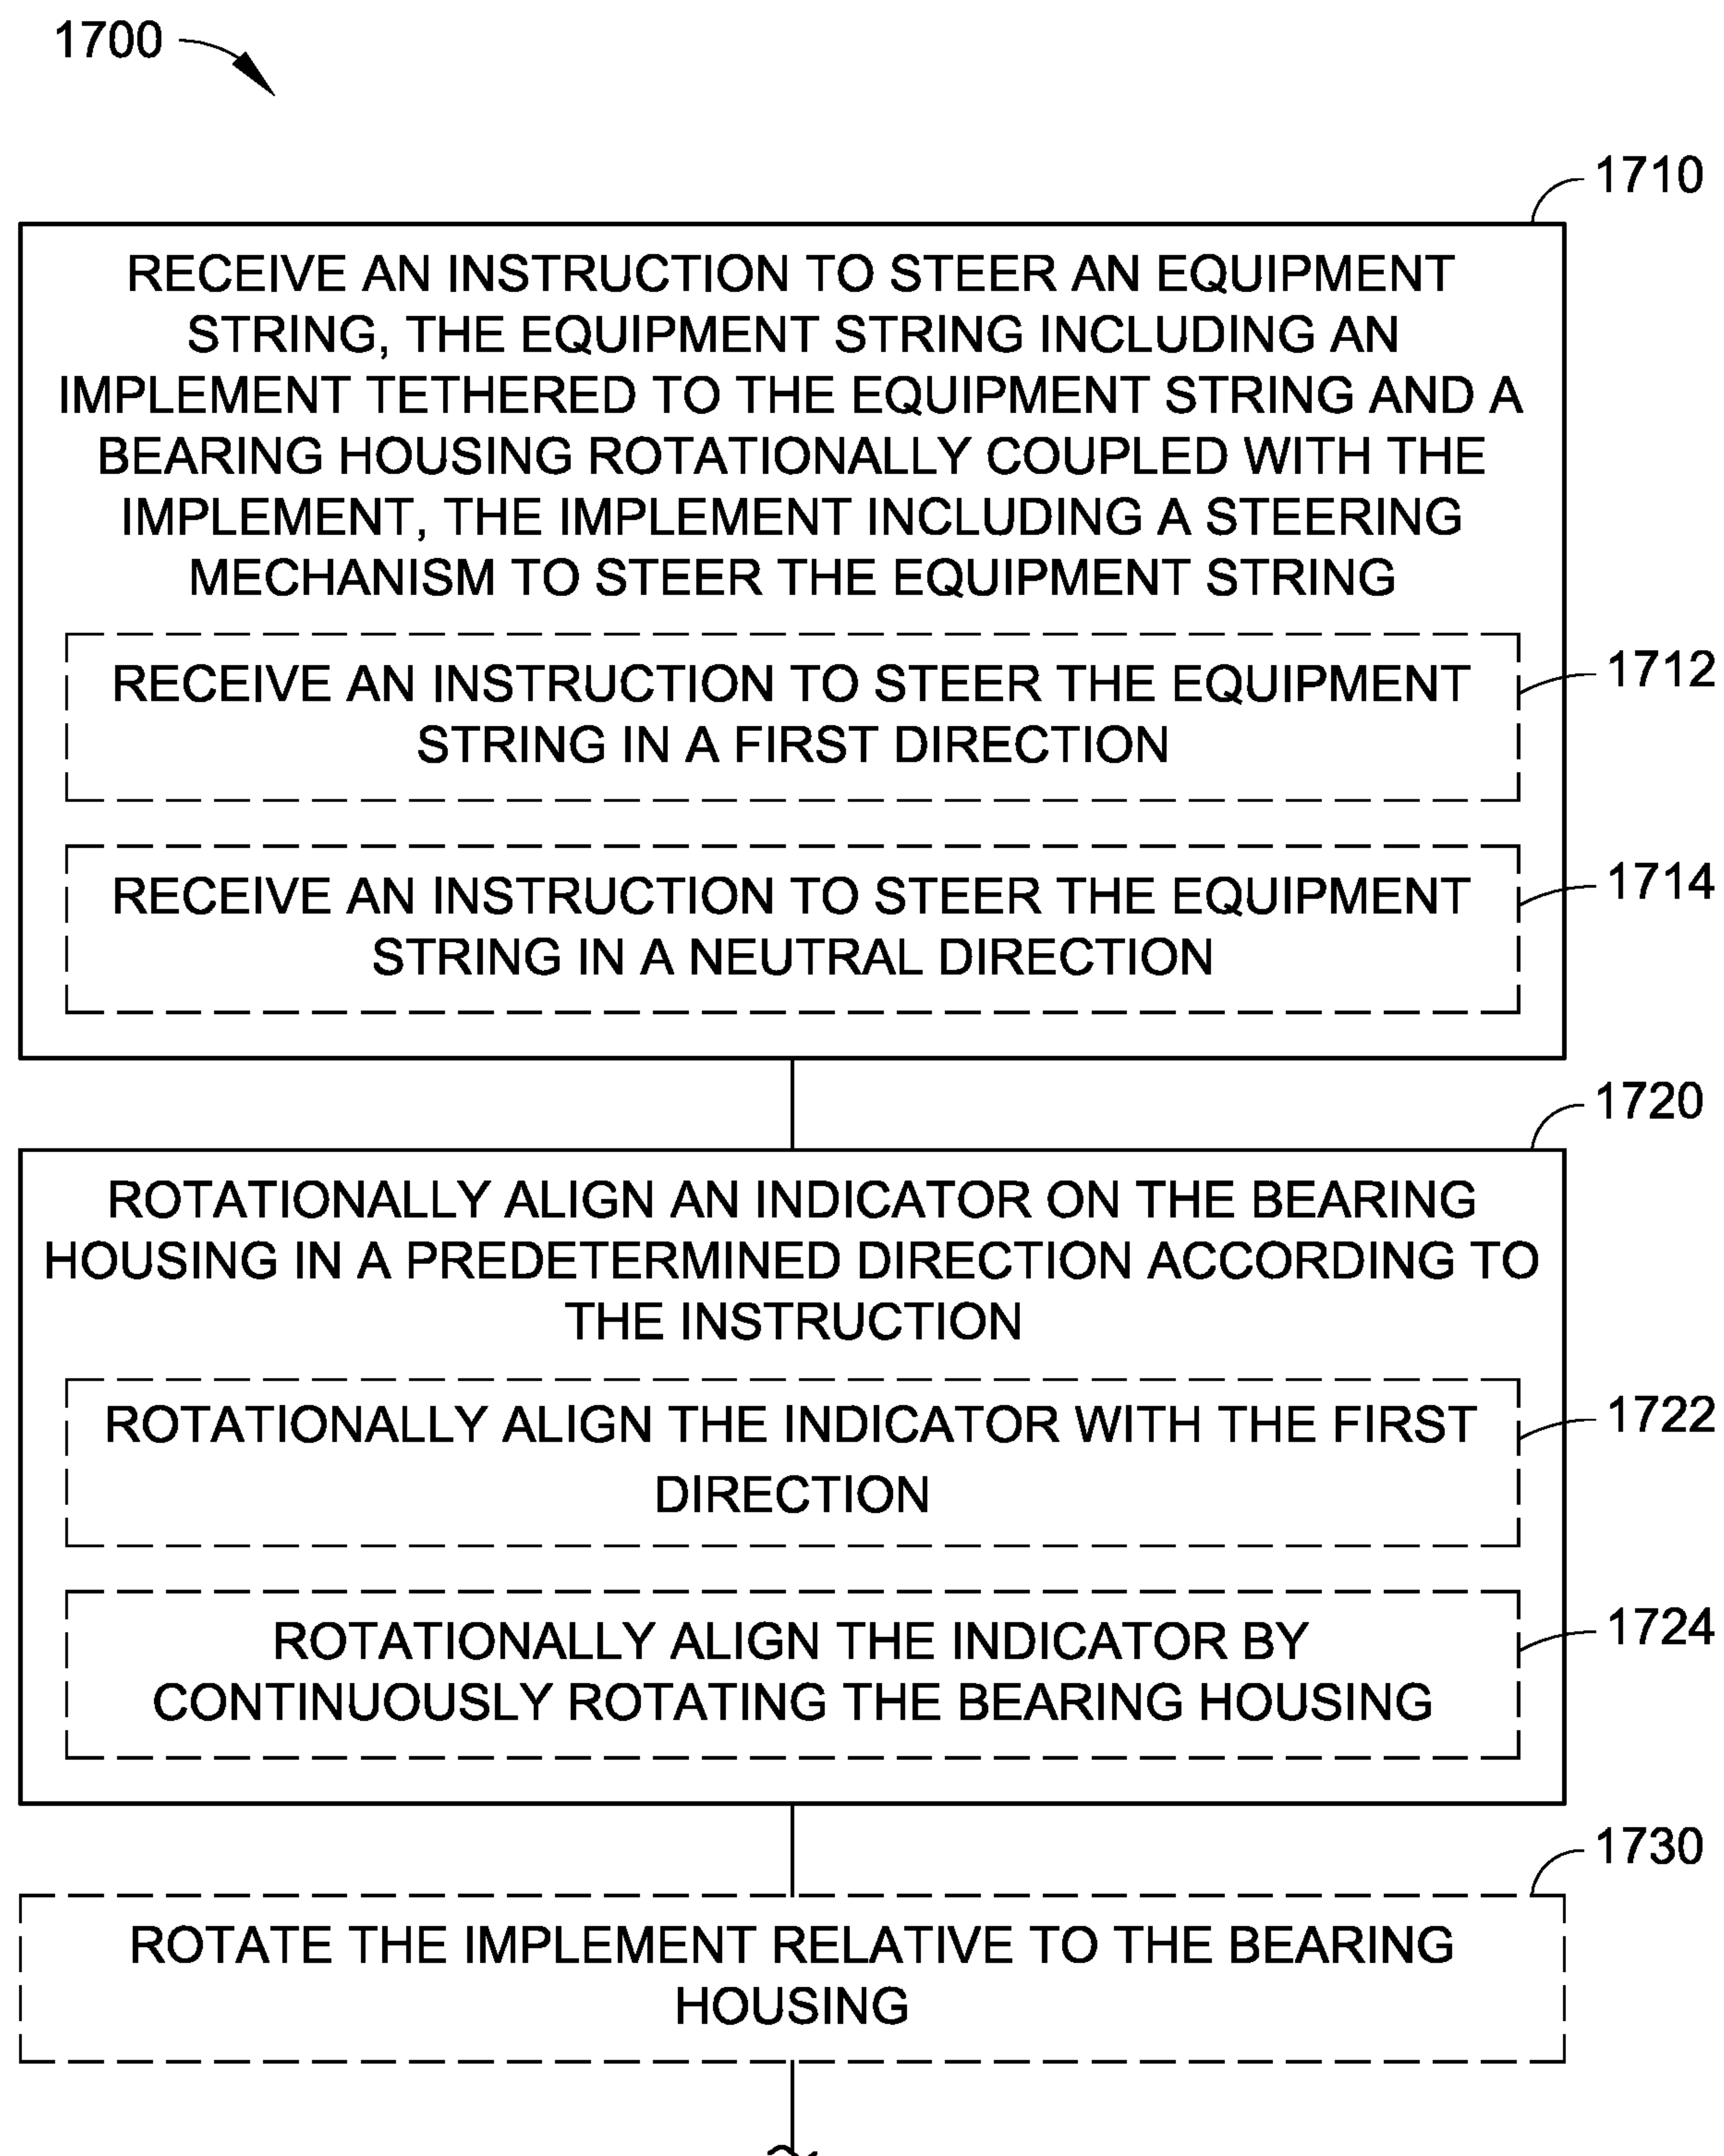 1700
1710
RECEIVE AN INSTRUCTION TO STEER AN EQUIPMENT
STRING, THE EQUIPMENT STRING INCLUDING AN
IMPLEMENT TETHERED TO THE EQUIPMENT STRING AND A
BEARING HOUSING ROTATIONALLY COUPLED WITH THE
IMPLEMENT, THE IMPLEMENT INCLUDING A STEERING
MECHANISM TO STEER THE EQUIPMENT STRING
1712
RECEIVE AN INSTRUCTION TO STEER THE EQUIPMENT
STRING IN A FIRST DIRECTION
1714
RECEIVE AN INSTRUCTION TO STEER THE EQUIPMENT
STRING IN A NEUTRAL DIRECTION
1720
ROTATIONALLY ALIGN AN INDICATOR ON THE BEARING
HOUSING IN A PREDETERMINED DIRECTION ACCORDING TO
THE INSTRUCTION
1722
ROTATIONALLY ALIGN THE INDICATOR WITH THE FIRST
DIRECTION
1724
ROTATIONALLY ALIGN THE INDICATOR BY
CONTINUOUSLY ROTATING THE BEARING HOUSING
1730
ROTATE THE IMPLEMENT RELATIVE TO THE BEARING
HOUSING